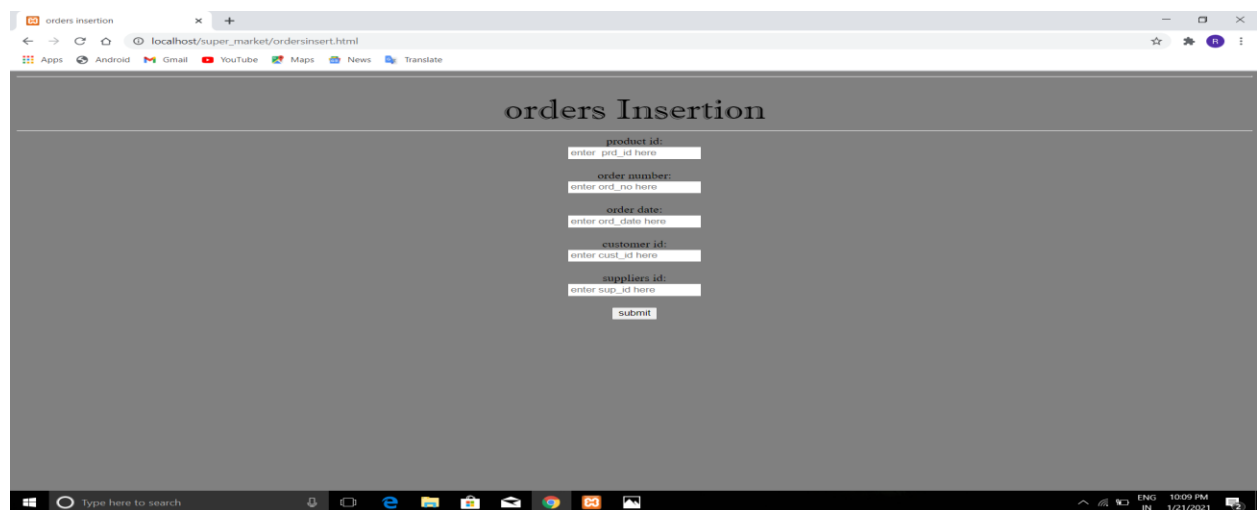 orders insertion
localhost/super_market/ordersinsert.html
R
Apps Android Gmail YouTube Maps News Translate
orders Insertion
product id:
enter prd_id here
order number:
enter ord_no here
order date:
enter ord_date here
customer id:
enter cust_id here
suppliers id:
enter sup_id here
submit
Type here to search
ENG 10:09 PM
IN 1/21/2021
2